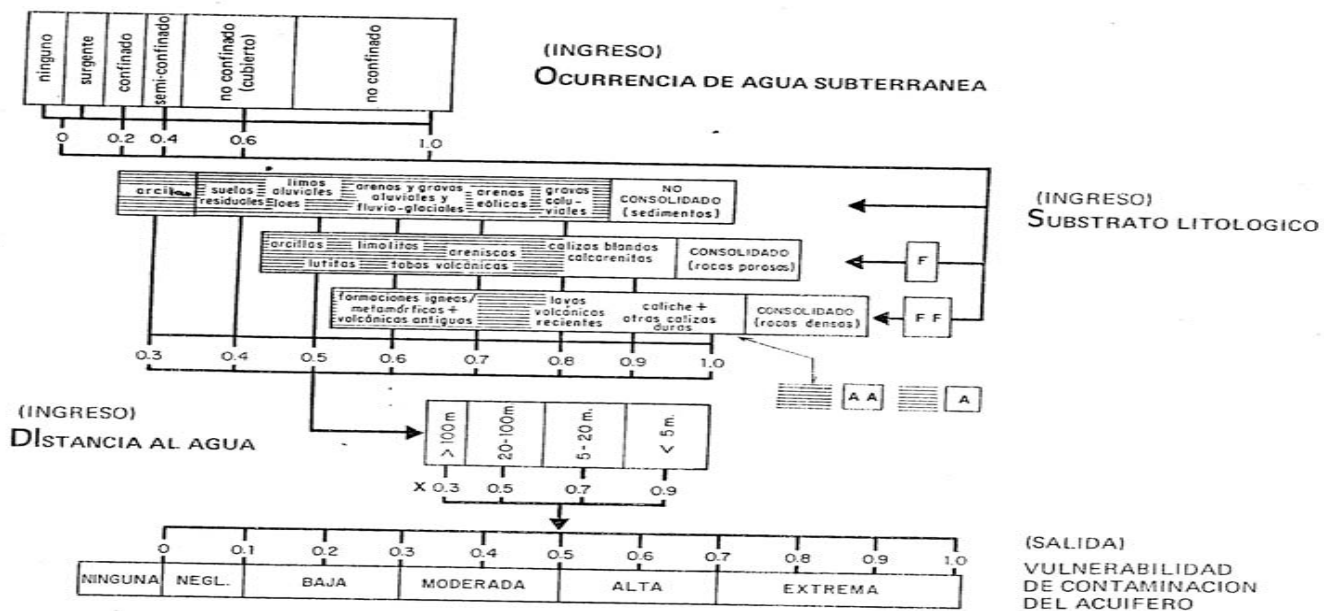 ninguno
surgente
confinado
semi-confinado
no confinado
(cubierto)
no confinado
(INGRESO)
OCURRENCIA DE AGUA SUBTERRANEA
0 0.2 0.4 0.6 1.0
suelos
residuales
limos
aluviales
loes
arenas y gravas
aluviales y
fluvio-glaciales
arenas
eólicas
gravas
colu-
viales
NO
CONSOLIDADO
(sedimentos)
(INGRESO)
SUBSTRATO LITOLOGICO
arcillas
lutitas
limolitas
tobas volcánicas
areniscas
calizas blandas
calcarenitas
CONSOLIDADO
(rocas porosas)
F
formaciones igneas/
metamórficas +
volcánicas antiguas
lavas
volcánicas
recientes
caliche +
otras calizas
duras
CONSOLIDADO
(rocas densas)
F F
0.3 0.4 0.5 0.6 0.7 0.8 0.9 1.0
A A
A
(INGRESO)
DISTANCIA AL AGUA
> 100 m
20-100m
5-20 m.
< 5 m.
X 0.3 0.5 0.7 0.9
0 0.1 0.2 0.3 0.4 0.5 0.6 0.7 0.8 0.9 1.0
NINGUNA NEGL. BAJA MODERADA ALTA EXTREMA
(SALIDA)
VULNERABILIDAD
DE CONTAMINACION
DEL ACUIFERO